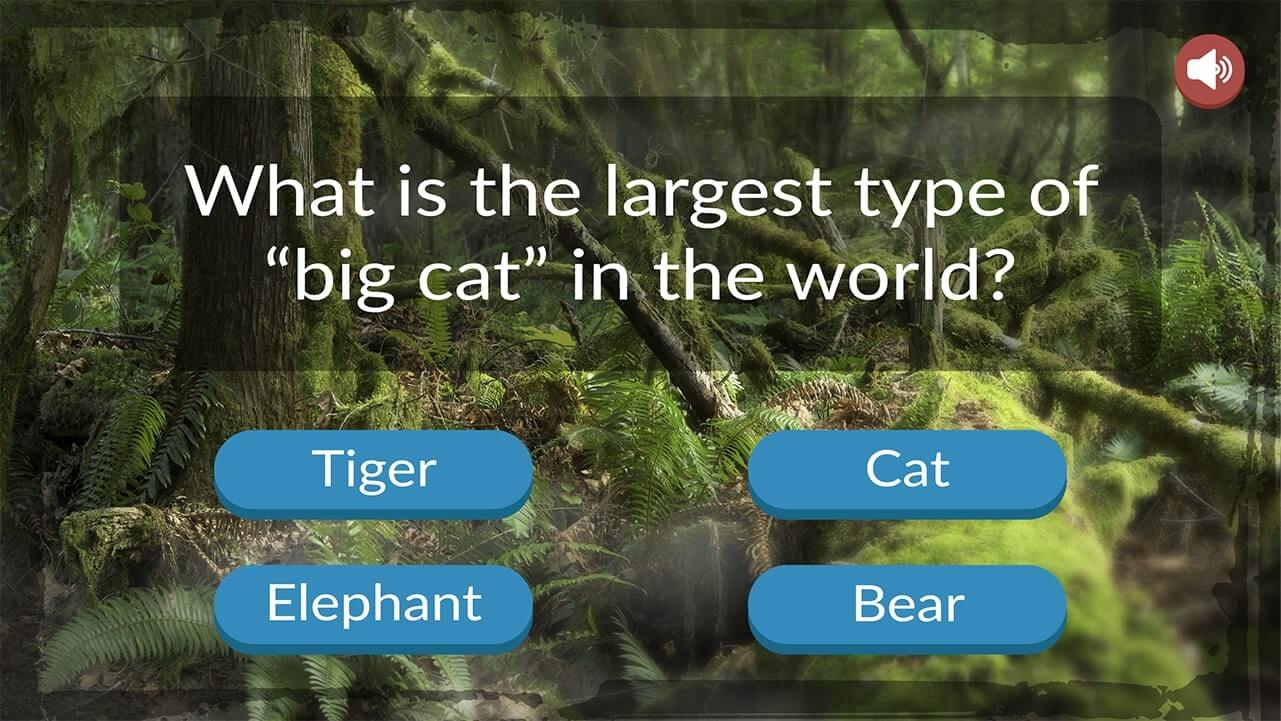 What is the largest type of
“big cat” in the world?
Tiger
Cat
Elephant
Bear